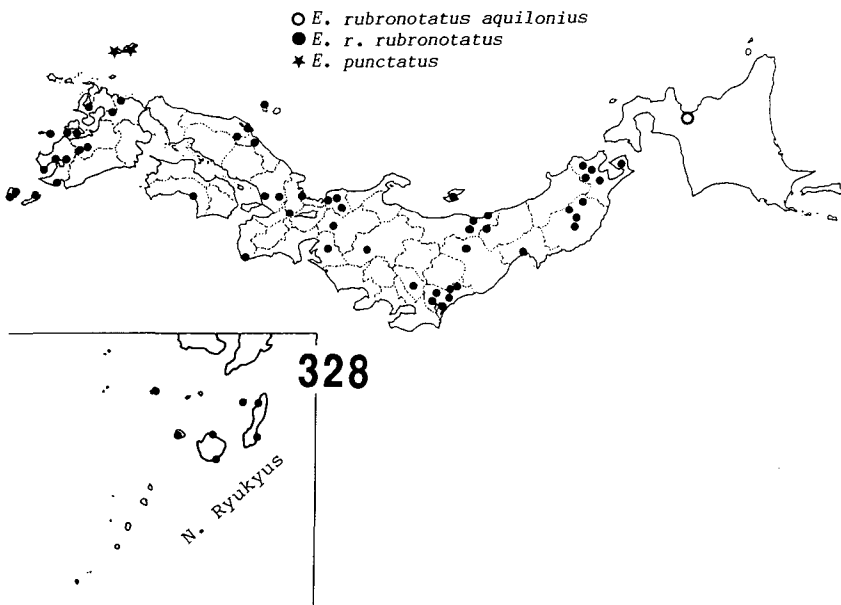 E. rubronotatus aquilonius
E. r. rubronotatus
E. punctatus
328
N. Ryukyus